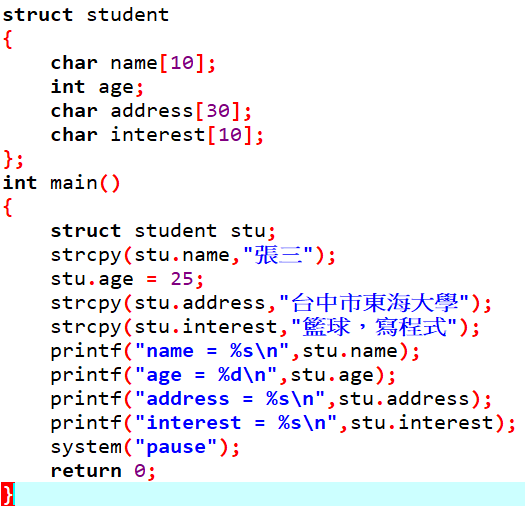 struct student
{
    char name[10];
    int age;
    char address[30];
    char interest[10];
};
int main()
{
    struct student stu;
    strcpy(stu.name,"張三");
    stu.age = 25;
    strcpy(stu.address,"台中市東海大學");
    strcpy(stu.interest,"籃球，寫程式");
    printf("name = %s\n",stu.name);
    printf("age = %d\n",stu.age);
    printf("address = %s\n",stu.address);
    printf("interest = %s\n",stu.interest);
    system("pause");
    return 0;
}